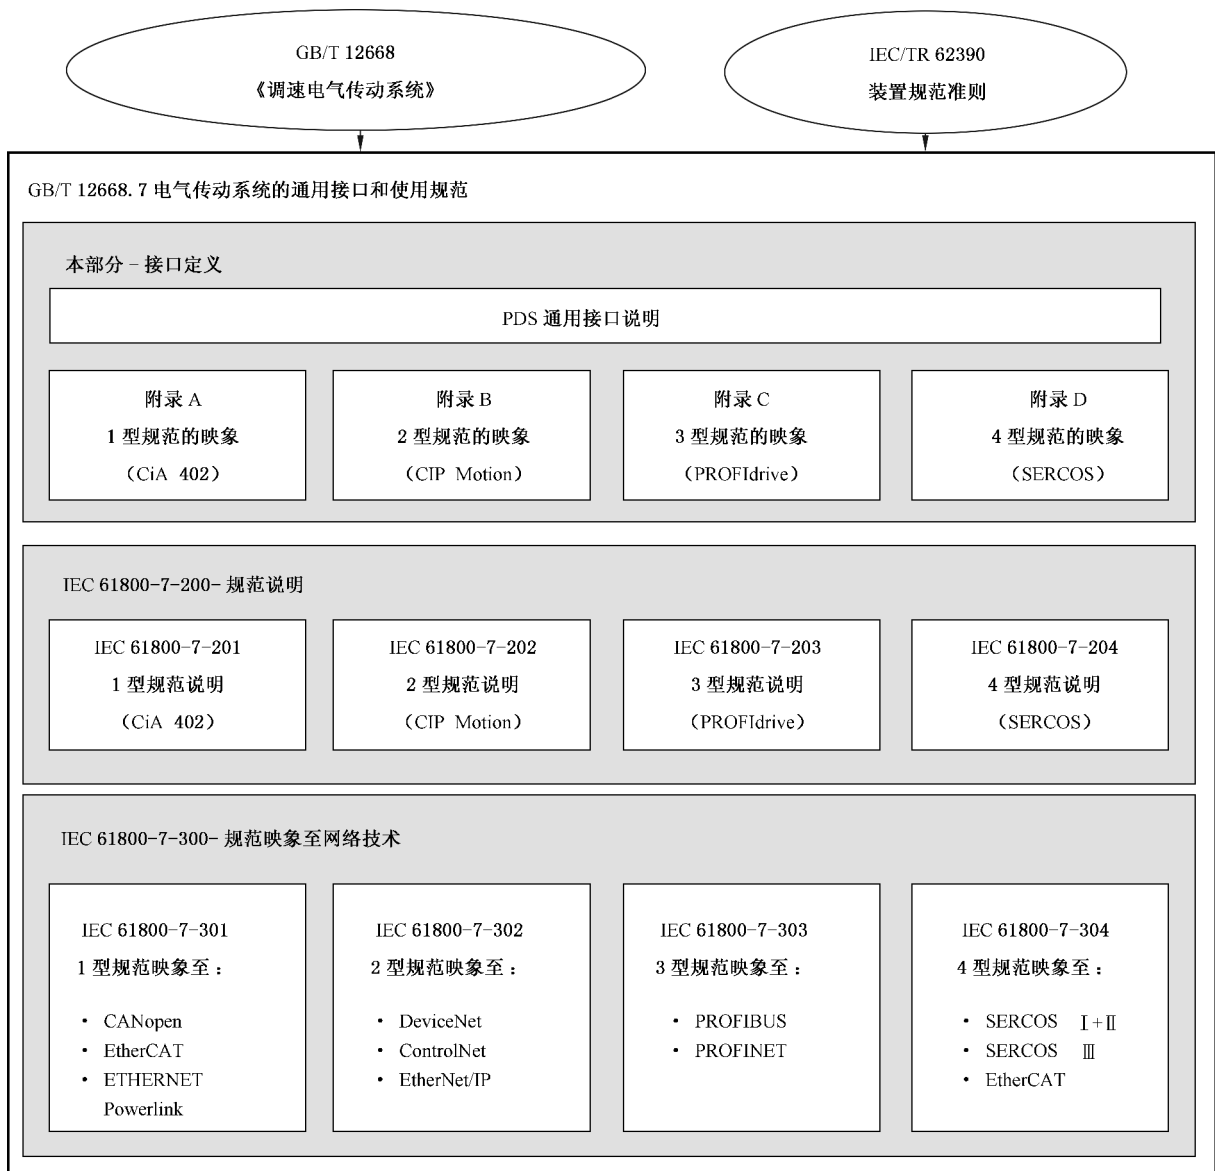 GB/T 12668
《调速电气传动系统》
IEC/TR 62390
装置规范准则
GB/T 12668.7 电气传动系统的通用接口和使用规范
本部分－接口定义
PDS 通用接口说明
附录 A
1 型规范的映象
（CiA 402）
附录 B
2 型规范的映象
（CIP Motion）
附录 C
3 型规范的映象
（PROFIdrive）
附录 D
4 型规范的映象
（SERCOS）
IEC 61800-7-200- 规范说明
IEC 61800-7-201
1 型规范说明
（CiA 402）
IEC 61800-7-202
2 型规范说明
（CIP Motion）
IEC 61800-7-203
3 型规范说明
（PROFIdrive）
IEC 61800-7-204
4 型规范说明
（SERCOS）
IEC 61800-7-300- 规范映象至网络技术
IEC 61800-7-301
1 型规范映象至：
· CANopen
· EtherCAT
· ETHERNET
Powerlink
IEC 61800-7-302
2 型规范映象至：
· DeviceNet
· ControlNet
· EtherNet/IP
IEC 61800-7-303
3 型规范映象至：
· PROFIBUS
· PROFINET
IEC 61800-7-304
4 型规范映象至：
· SERCOS Ⅰ+Ⅱ
· SERCOS Ⅲ
· EtherCAT